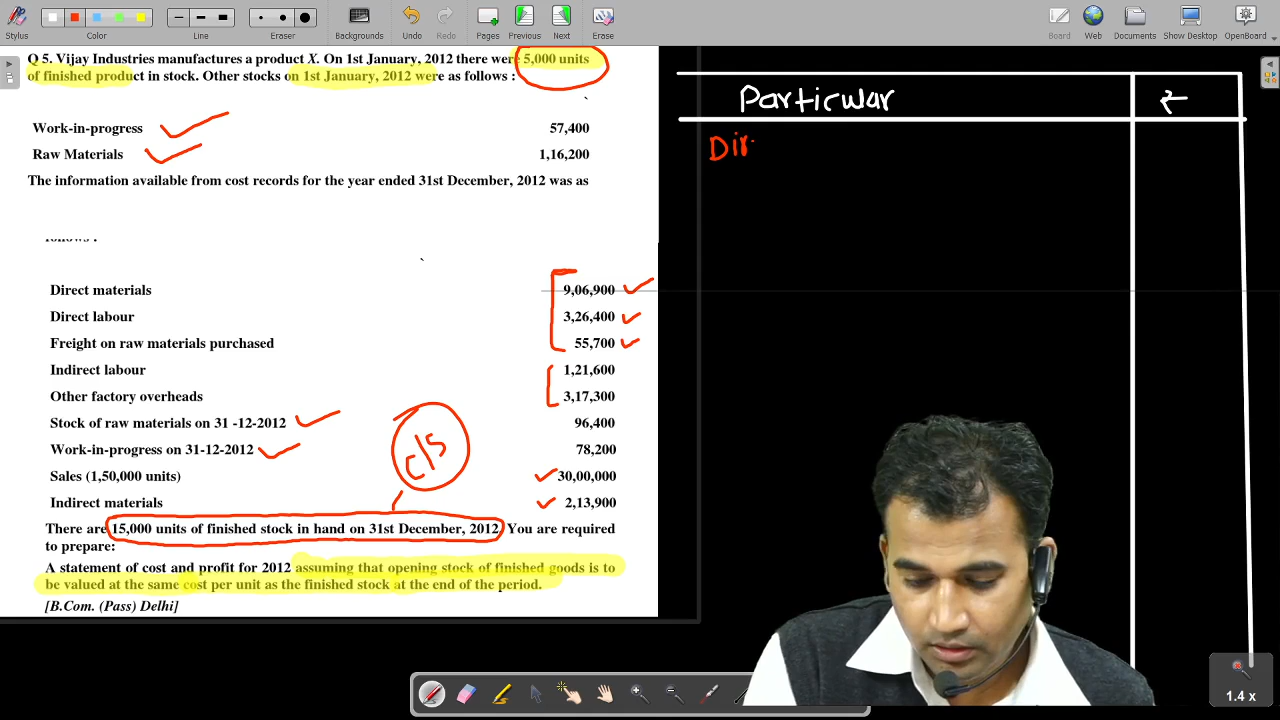 Styles
Color
Backgrounds
Undo
Redo
Pages
Previous
Next
Erase
Board
Web
Documents
Show Desktop
OpenBoard
Q 5. Vijay Industries manufactures a product X. On 1st January, 2012 there were 5,000 units
of finished product in stock. Other stocks on 1st January, 2012 were as follows :
`
Work-in-progress 57,400
Raw Materials 1,16,200
The information available from cost records for the year ended 31st December, 2012 was as
follows :
`
Direct materials 9,06,900
Direct labour 3,26,400
Freight on raw materials purchased 55,700
Indirect labour 1,21,600
Other factory overheads 3,17,300
Stock of raw materials on 31 -12-2012 96,400
Work-in-progress on 31-12-2012 78,200
Sales (1,50,000 units) 30,00,000
Indirect materials 2,13,900
There are 15,000 units of finished stock in hand on 31st December, 2012. You are required
to prepare:
A statement of cost and profit for 2012 assuming that opening stock of finished goods is to
be valued at the same cost per unit as the finished stock at the end of the period.
[B.Com. (Pass) Delhi]
C/S
Particular
Dir
1.4 x